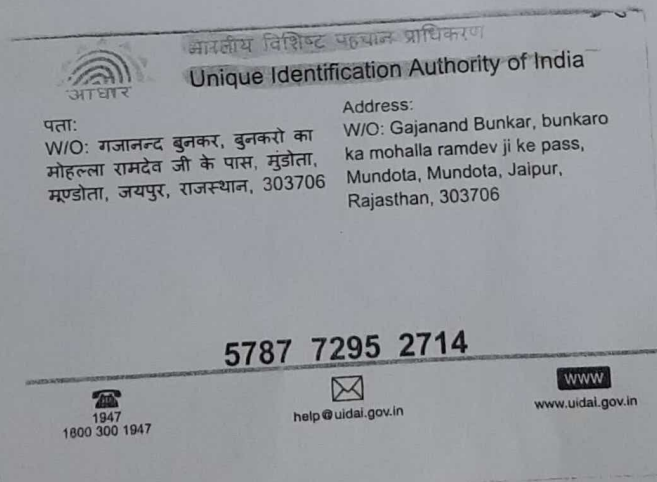 भारतीय विशिष्ट पहचान प्राधिकरण
Unique Identification Authority of India
आधार
पता:
W/O: गजानन्द बुनकर, बुनकरो का
मोहल्ला रामदेव जी के पास, मुंडोता,
मूण्डोता, जयपुर, राजस्थान, 303706
Address:
W/O: Gajanand Bunkar, bunkaro
ka mohalla ramdev ji ke pass,
Mundota, Mundota, Jaipur,
Rajasthan, 303706
5787 7295 2714
1947
1800 300 1947
help@uidai.gov.in
www
www.uidai.gov.in